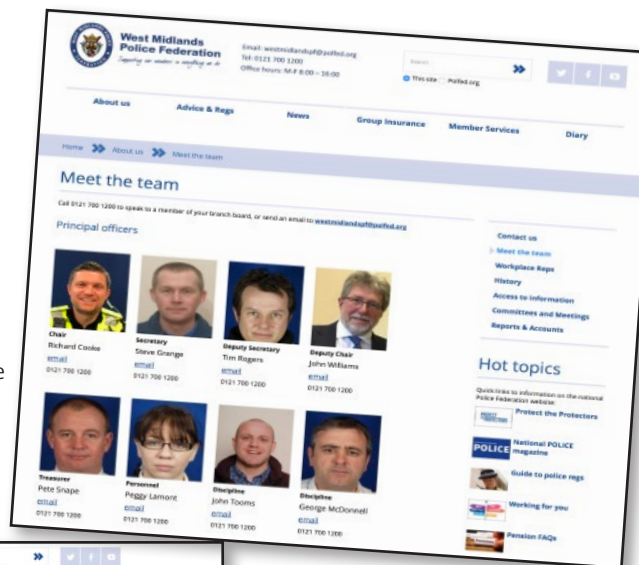 West Midlands
Police Federation
Supporting our members in everything we do
Email: westmidlandspf@polfed.org
Tel: 0121 700 1200
Office hours: M-F 8:00 – 16:00
Search
This site
Polfed.org
About us
Advice & Regs
News
Group Insurance
Member Services
Diary
Home
About us
Meet the team
Meet the team
Call 0121 700 1200 to speak to a member of your branch board, or send an email to westmidlandspf@polfed.org
Principal officers
Chair
Richard Cooke
email
0121 700 1200
Secretary
Steve Grange
email
0121 700 1200
Deputy Secretary
Tim Rogers
email
0121 700 1200
Deputy Chair
John Williams
email
0121 700 1200
Treasurer
Pete Snape
email
0121 700 1200
Personnel
Peggy Lamont
email
0121 700 1200
Discipline
John Tooms
email
0121 700 1200
Discipline
George McDonnell
email
0121 700 1200
Contact us
Meet the team
Workplace Reps
History
Access to information
Committees and Meetings
Reports & Accounts
Hot topics
Quick links to information on the national
Police Federation website:
Protect the Protectors
POLICE
National POLICE
magazine
Guide to police regs
Working for you
Pension FAQs
e